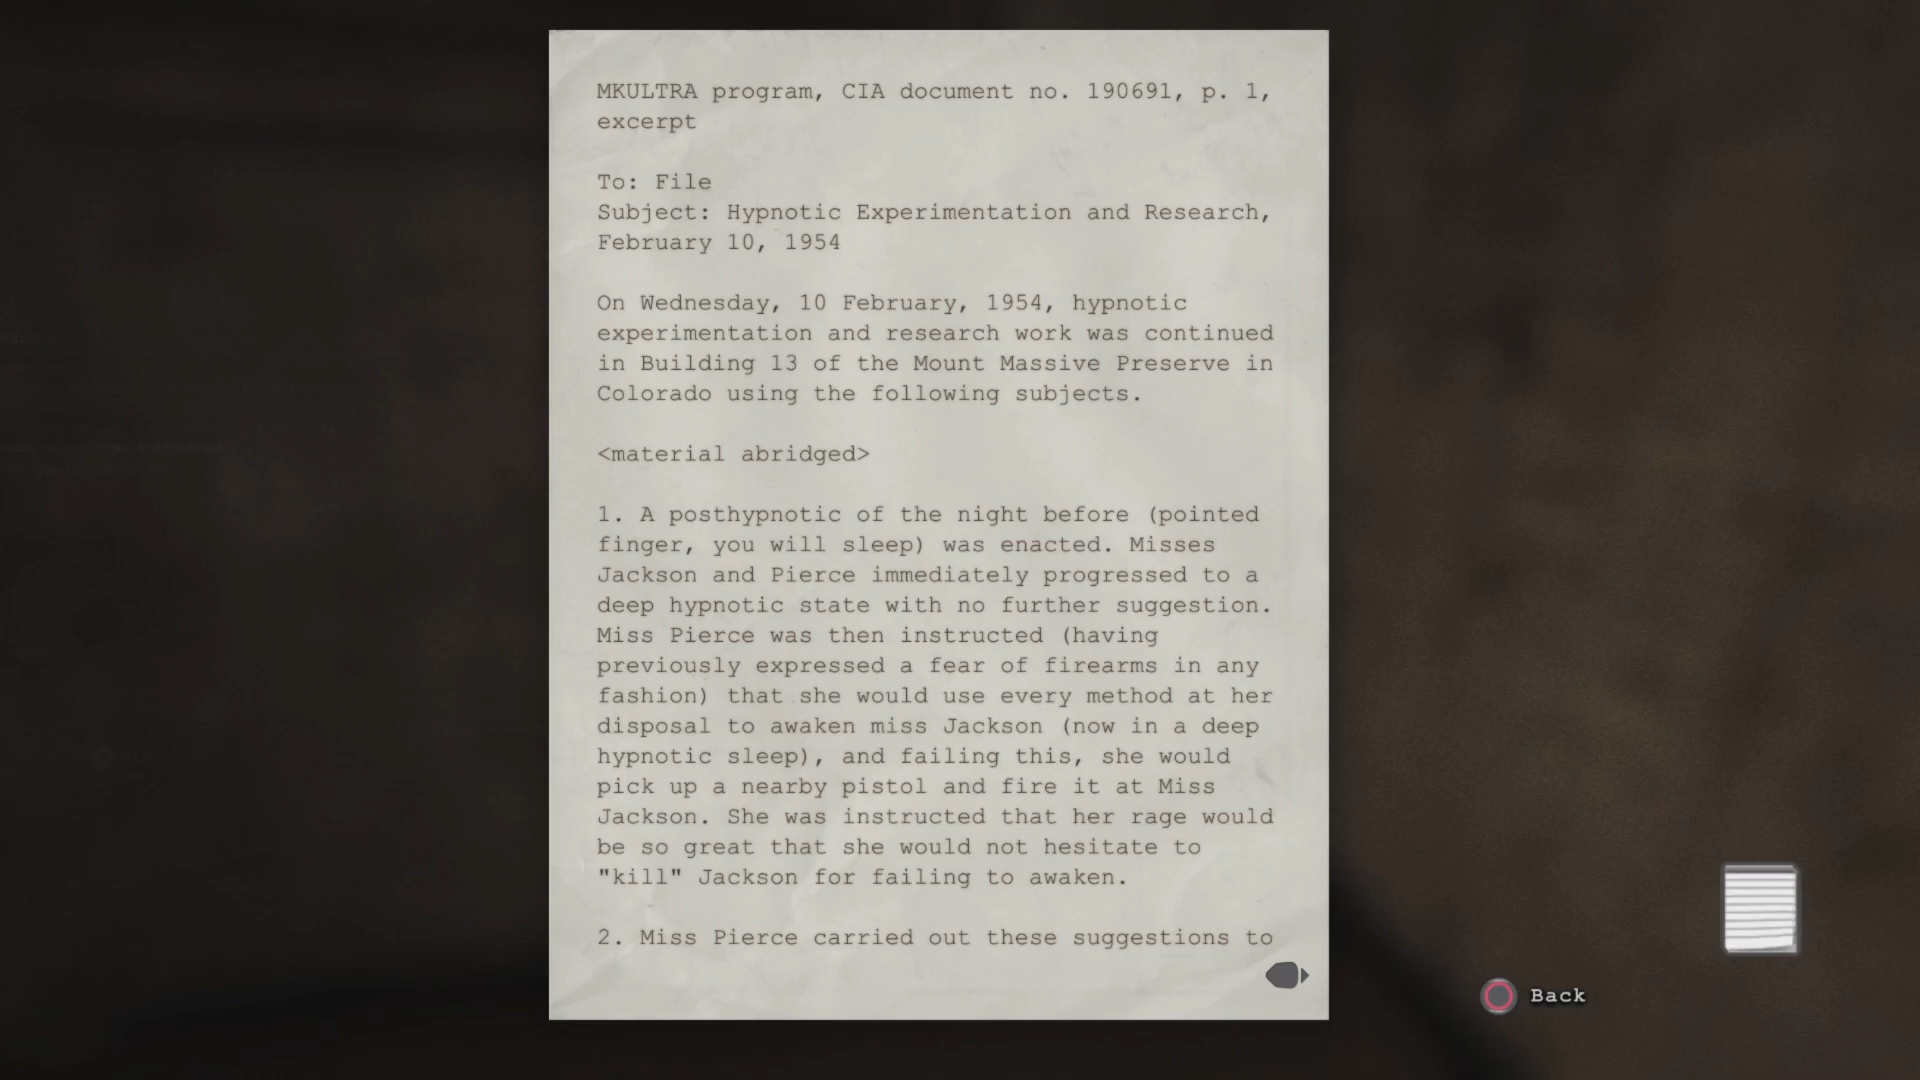 MKULTRA program, CIA document no. 190691, p. 1,
excerpt
To: File
Subject: Hypnotic Experimentation and Research,
February 10, 1954
On Wednesday, 10 February, 1954, hypnotic
experimentation and research work was continued
in Building 13 of the Mount Massive Preserve in
Colorado using the following subjects.
<material abridged>
1. A posthypnotic of the night before (pointed
finger, you will sleep) was enacted. Misses
Jackson and Pierce immediately progressed to a
deep hypnotic state with no further suggestion.
Miss Pierce was then instructed (having
previously expressed a fear of firearms in any
fashion) that she would use every method at her
disposal to awaken miss Jackson (now in a deep
hypnotic sleep), and failing this, she would
pick up a nearby pistol and fire it at Miss
Jackson. She was instructed that her rage would
be so great that she would not hesitate to
"kill" Jackson for failing to awaken.
2. Miss Pierce carried out these suggestions to
Back